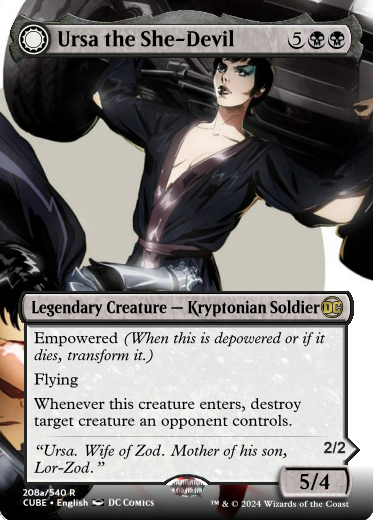 Ursa the She-Devil 5
Legendary Creature — Kryptonian Soldier DC
Empowered (When this is depowered or if it
dies, transform it.)
Flying
Whenever this creature enters, destroy
target creature an opponent controls.
“Ursa. Wife of Zod. Mother of his son,
Lor-Zod.”
2/2
5/4
208a/540 R
CUBE • English DC Comics
™ & © 2024 Wizards of the Coast